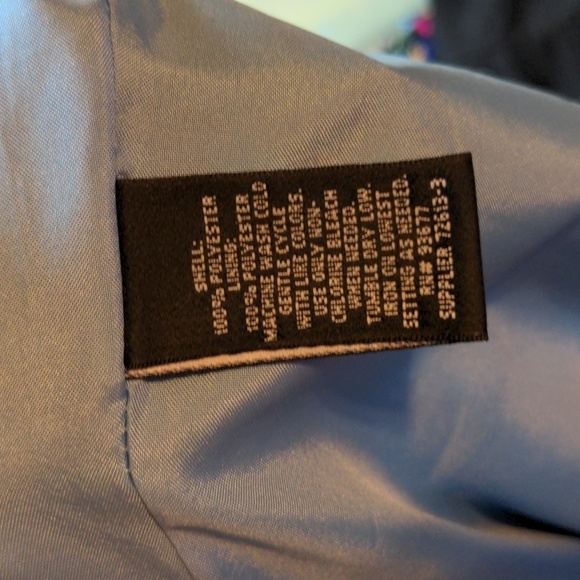 SHELL:
100% POLYESTER
LINING:
100% POLYESTER
MACHINE WASH COLD
GENTLE CYCLE
WITH LIKE COLORS.
USE ONLY NON-
CHLORINE BLEACH
WHEN NEEDED.
TUMBLE DRY LOW.
IRON ON LOWEST
SETTING AS NEEDED.
RN# 93677
SUPPLIER 72613-3